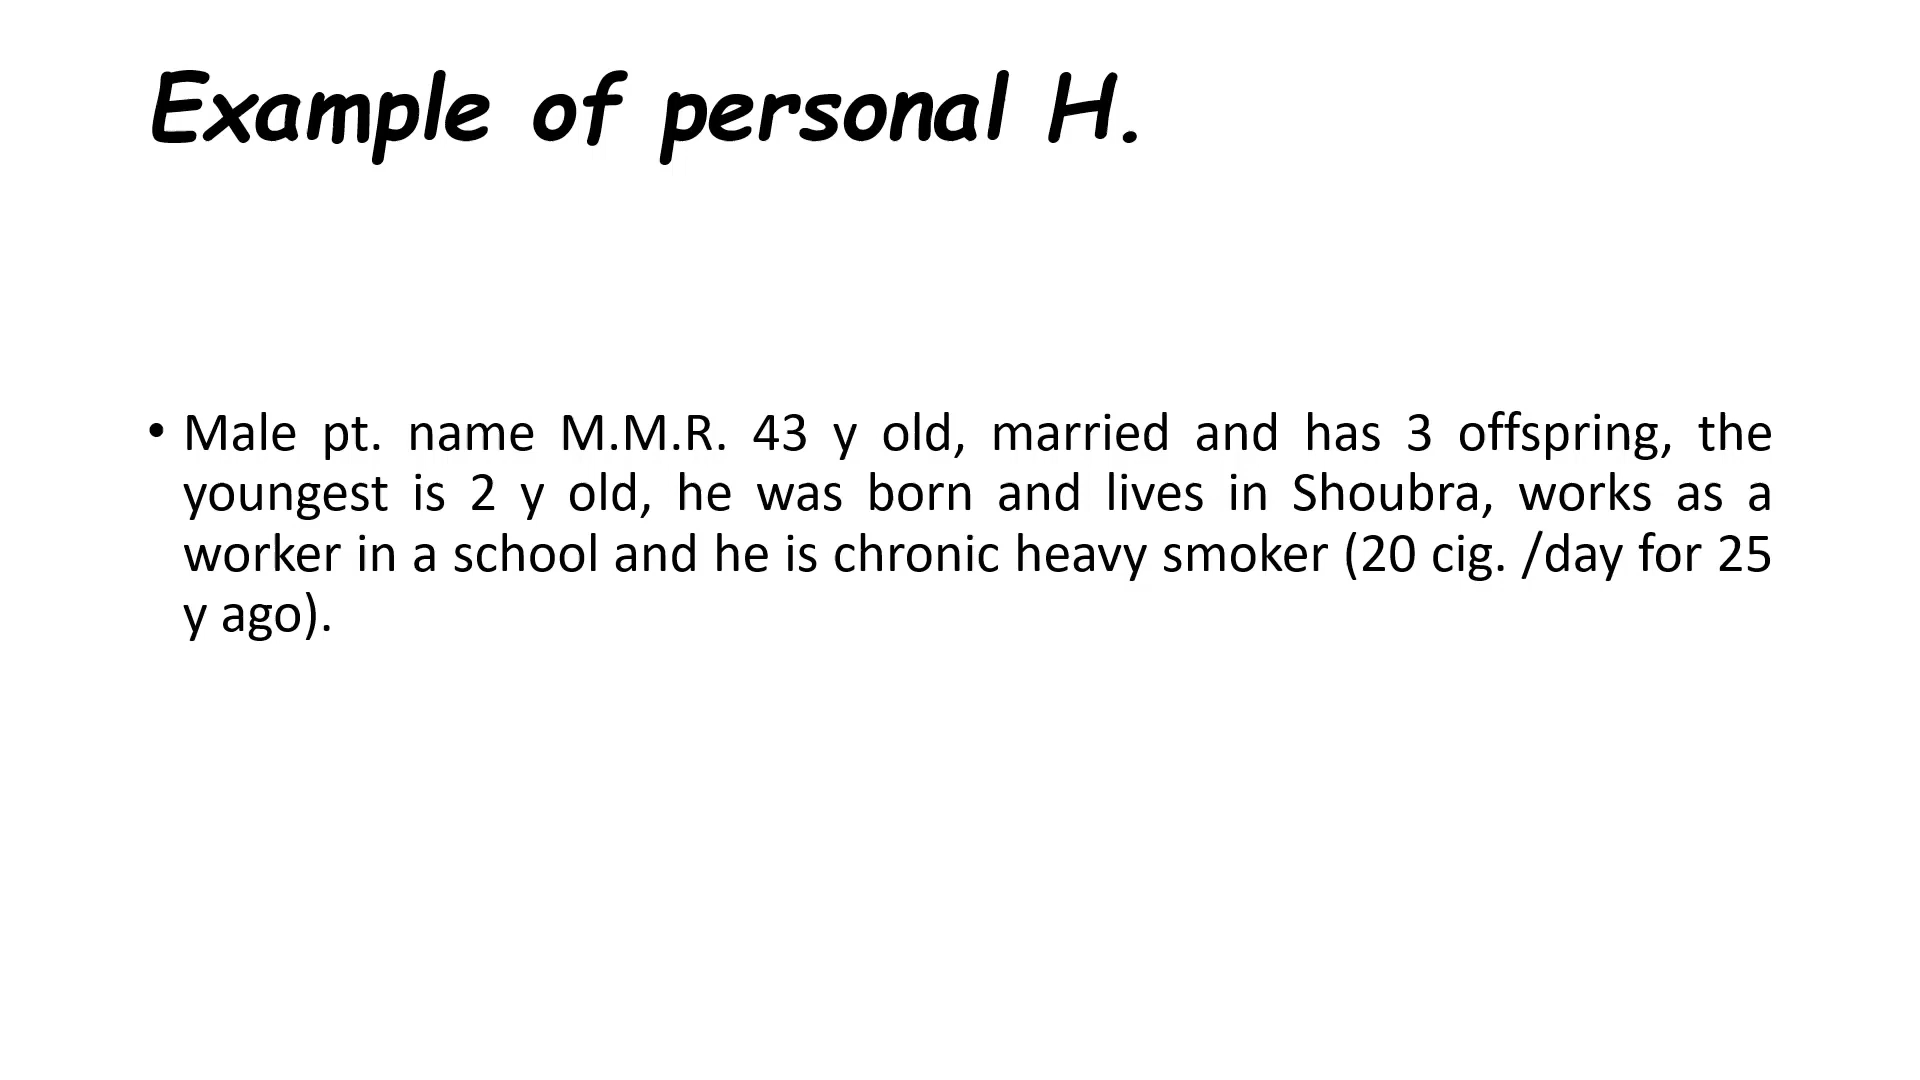 Example of personal H.
• Male pt. name M.M.R. 43 y old, married and has 3 offspring, the
youngest is 2 y old, he was born and lives in Shoubra, works as a
worker in a school and he is chronic heavy smoker (20 cig. /day for 25
y ago).